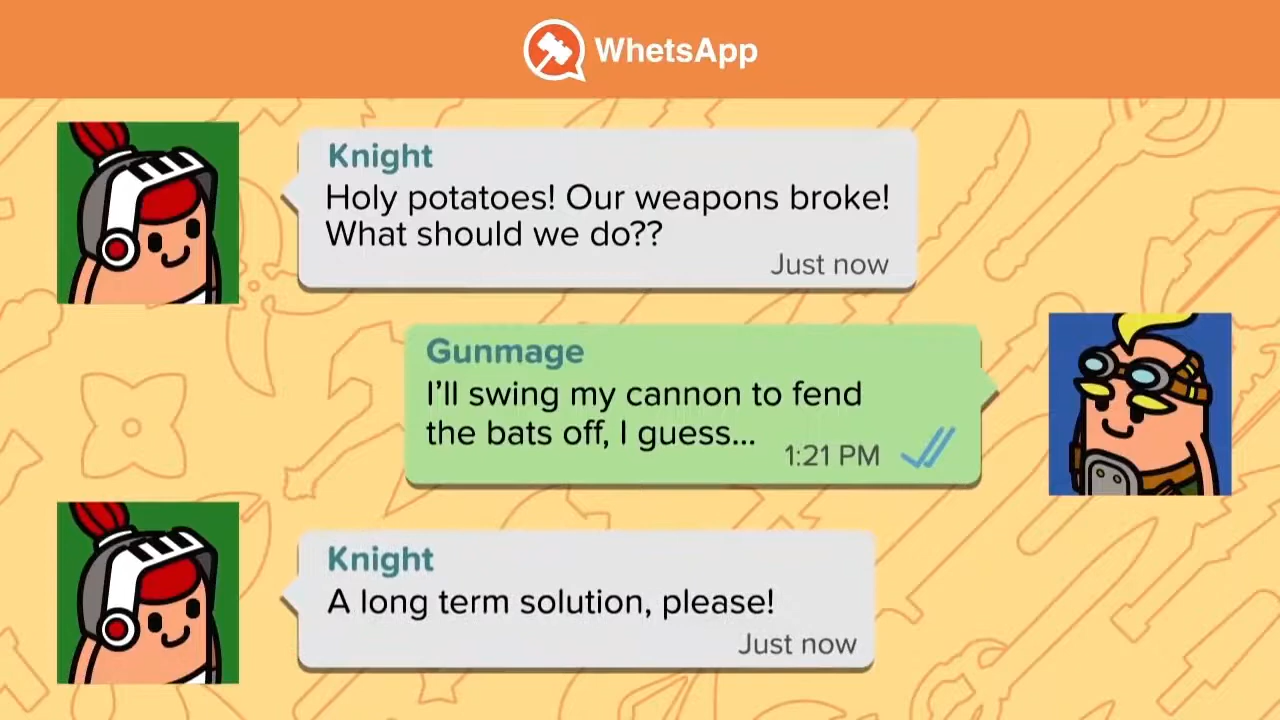 WhetsApp
Knight
Holy potatoes! Our weapons broke!
What should we do??
Just now
Gunmage
I'll swing my cannon to fend
the bats off, I guess...
1:21 PM
Knight
A long term solution, please!
Just now